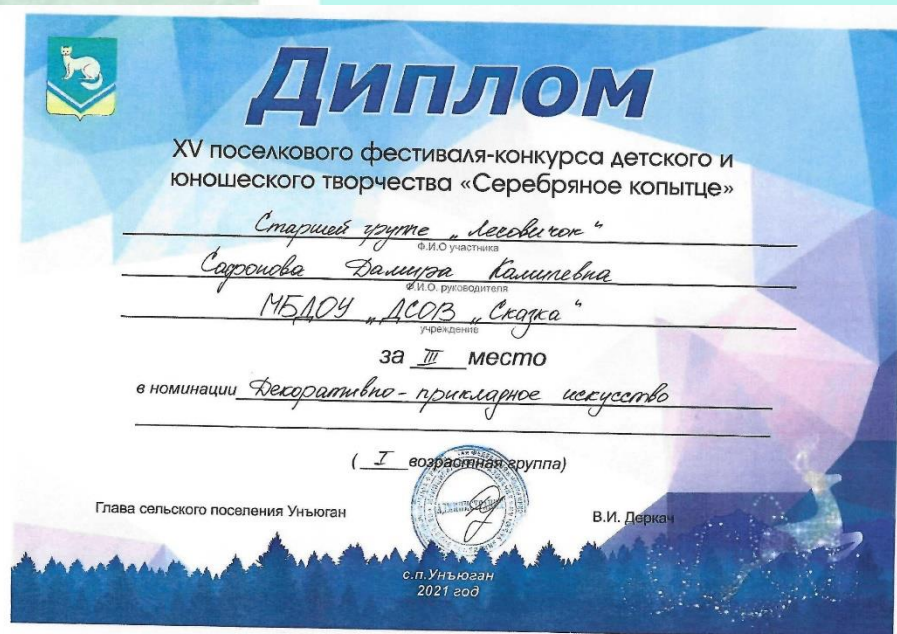 Диплом
XV поселкового фестиваля-конкурса детского и
юношеского творчества «Серебряное копытце»
Старшей группе „Лесовичок“
Ф.И.О участника
Сафронова Дамира Камилевна
Ф.И.О. руководителя
МБДОУ „ДСОВ „Сказка“
учреждение
за III место
в номинации Декоративно-прикладное искусство
( I возрастная группа)
Глава сельского поселения Унъюган
В.И. Деркач
с.п.Унъюган
2021 год